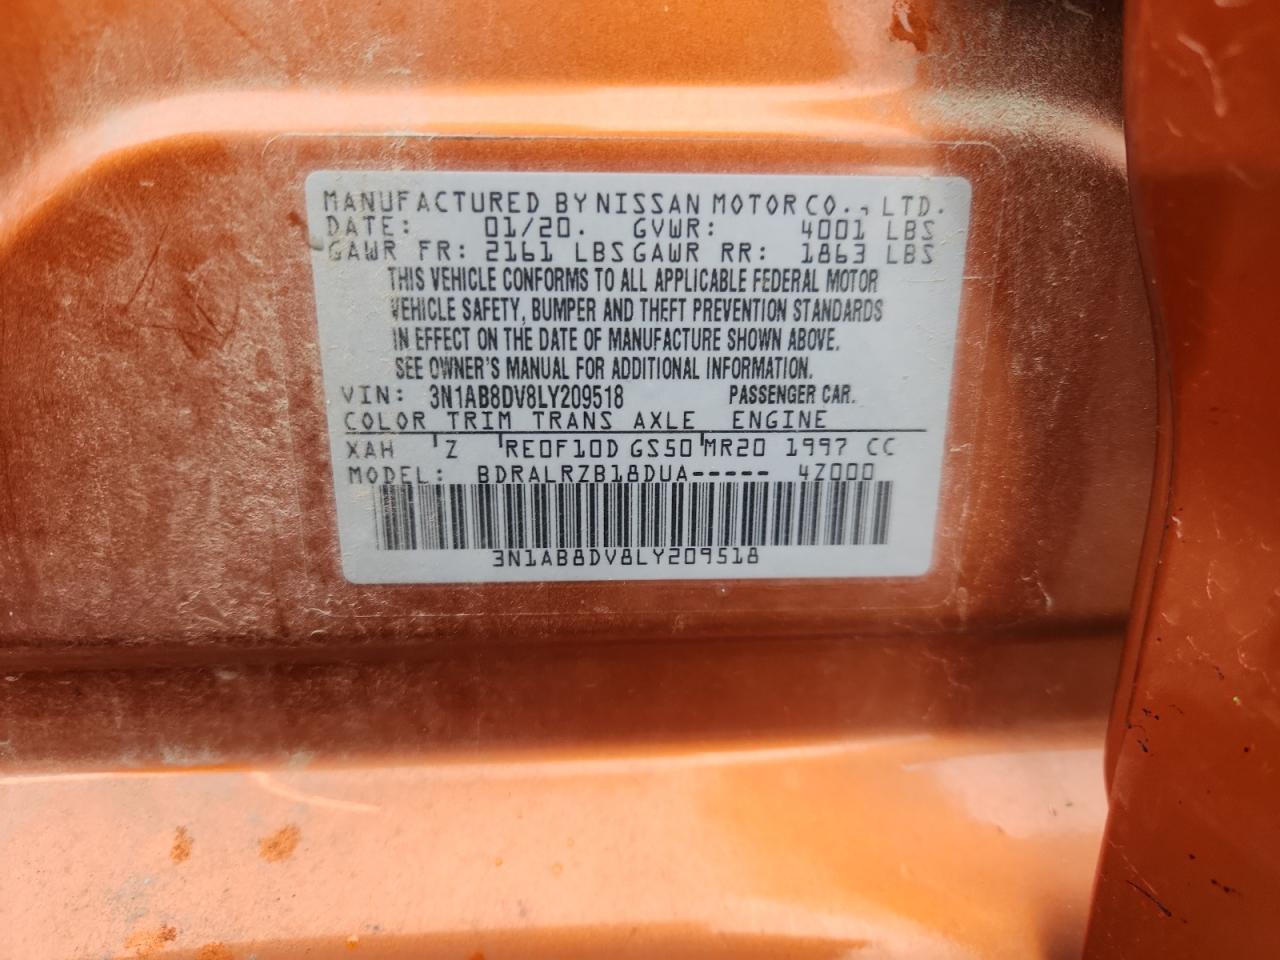 MANUFACTURED BY NISSAN MOTOR CO., LTD.
DATE: 01/20. GVWR: 4001 LBS
GAWR FR: 2161 LBS GAWR RR: 1863 LBS
THIS VEHICLE CONFORMS TO ALL APPLICABLE FEDERAL MOTOR
VEHICLE SAFETY, BUMPER AND THEFT PREVENTION STANDARDS
IN EFFECT ON THE DATE OF MANUFACTURE SHOWN ABOVE.
SEE OWNER'S MANUAL FOR ADDITIONAL INFORMATION.
VIN: 3N1AB8DV8LY209518 PASSENGER CAR.
COLOR TRIM TRANS AXLE ENGINE
XAH Z RE0F10D GS50 MR20 1997 CC
MODEL: BDRALRZB18DUA----- 4Z000
3N1AB8DV8LY209518